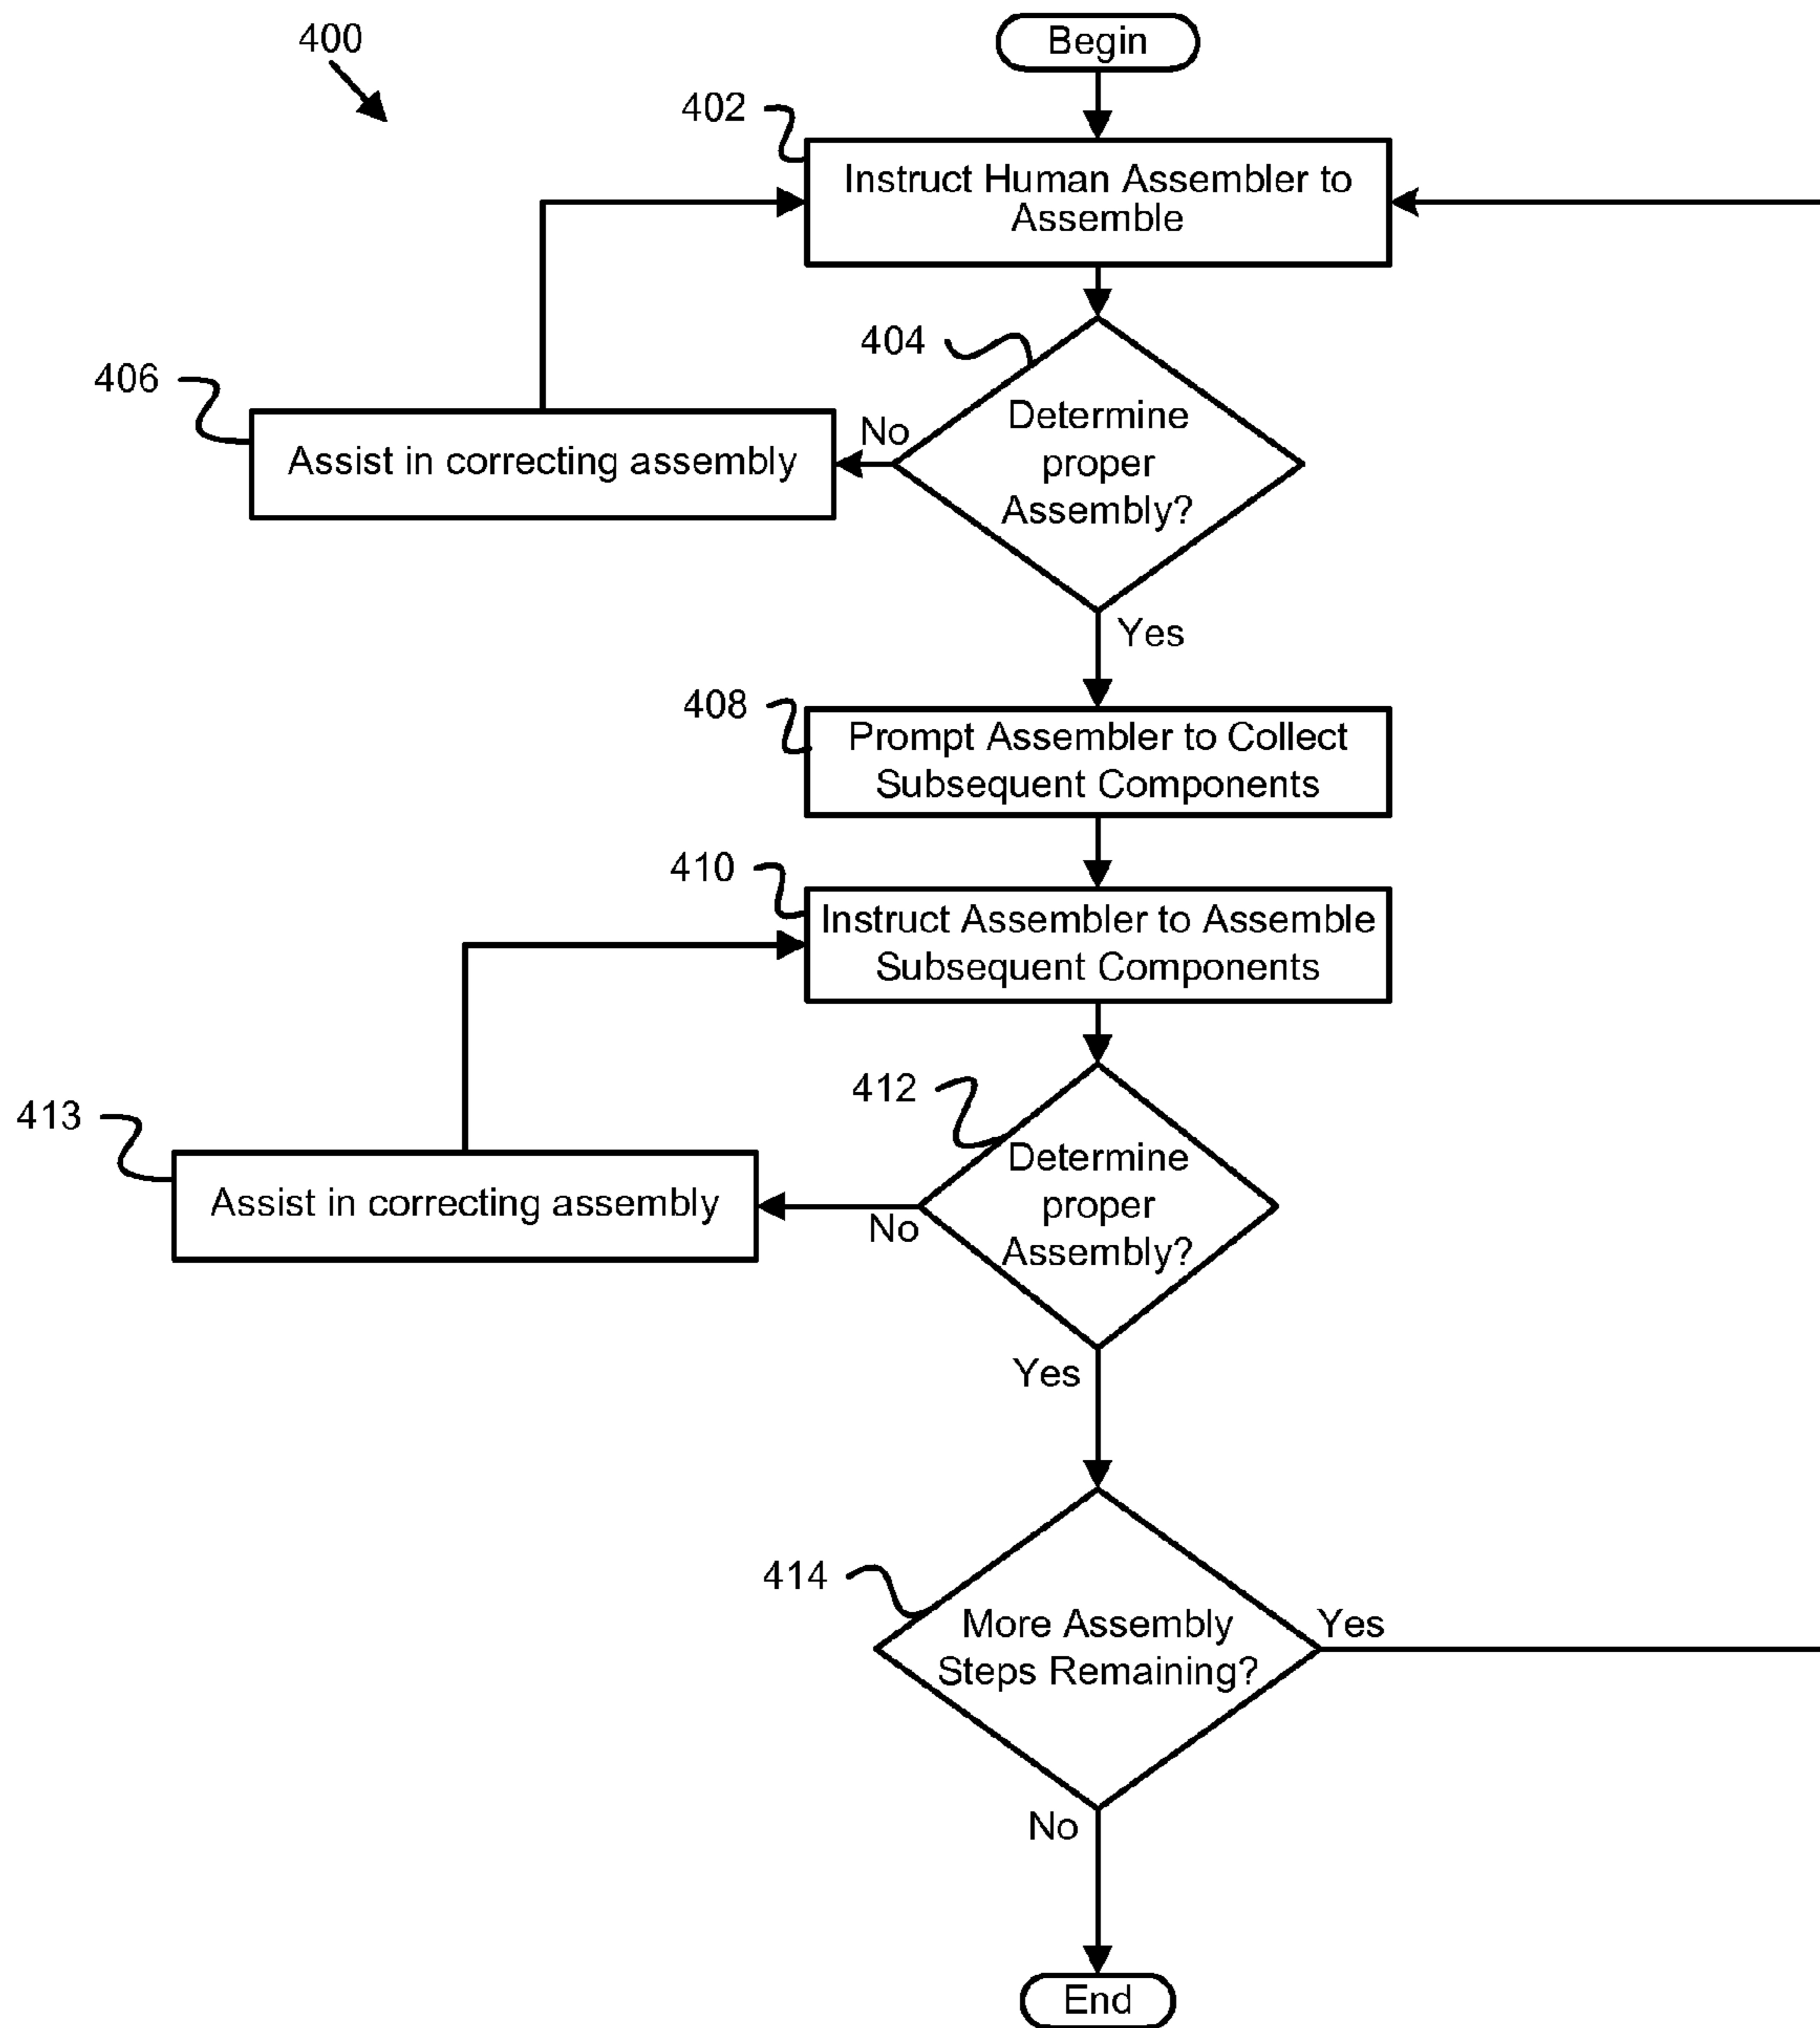 400
Begin
402
Instruct Human Assembler to
Assemble
404
Determine
proper
Assembly?
406
No
Assist in correcting assembly
Yes
408
Prompt Assembler to Collect
Subsequent Components
410
Instruct Assembler to Assemble
Subsequent Components
412
Determine
proper
Assembly?
413
No
Assist in correcting assembly
Yes
414
More Assembly
Steps Remaining?
Yes
No
End